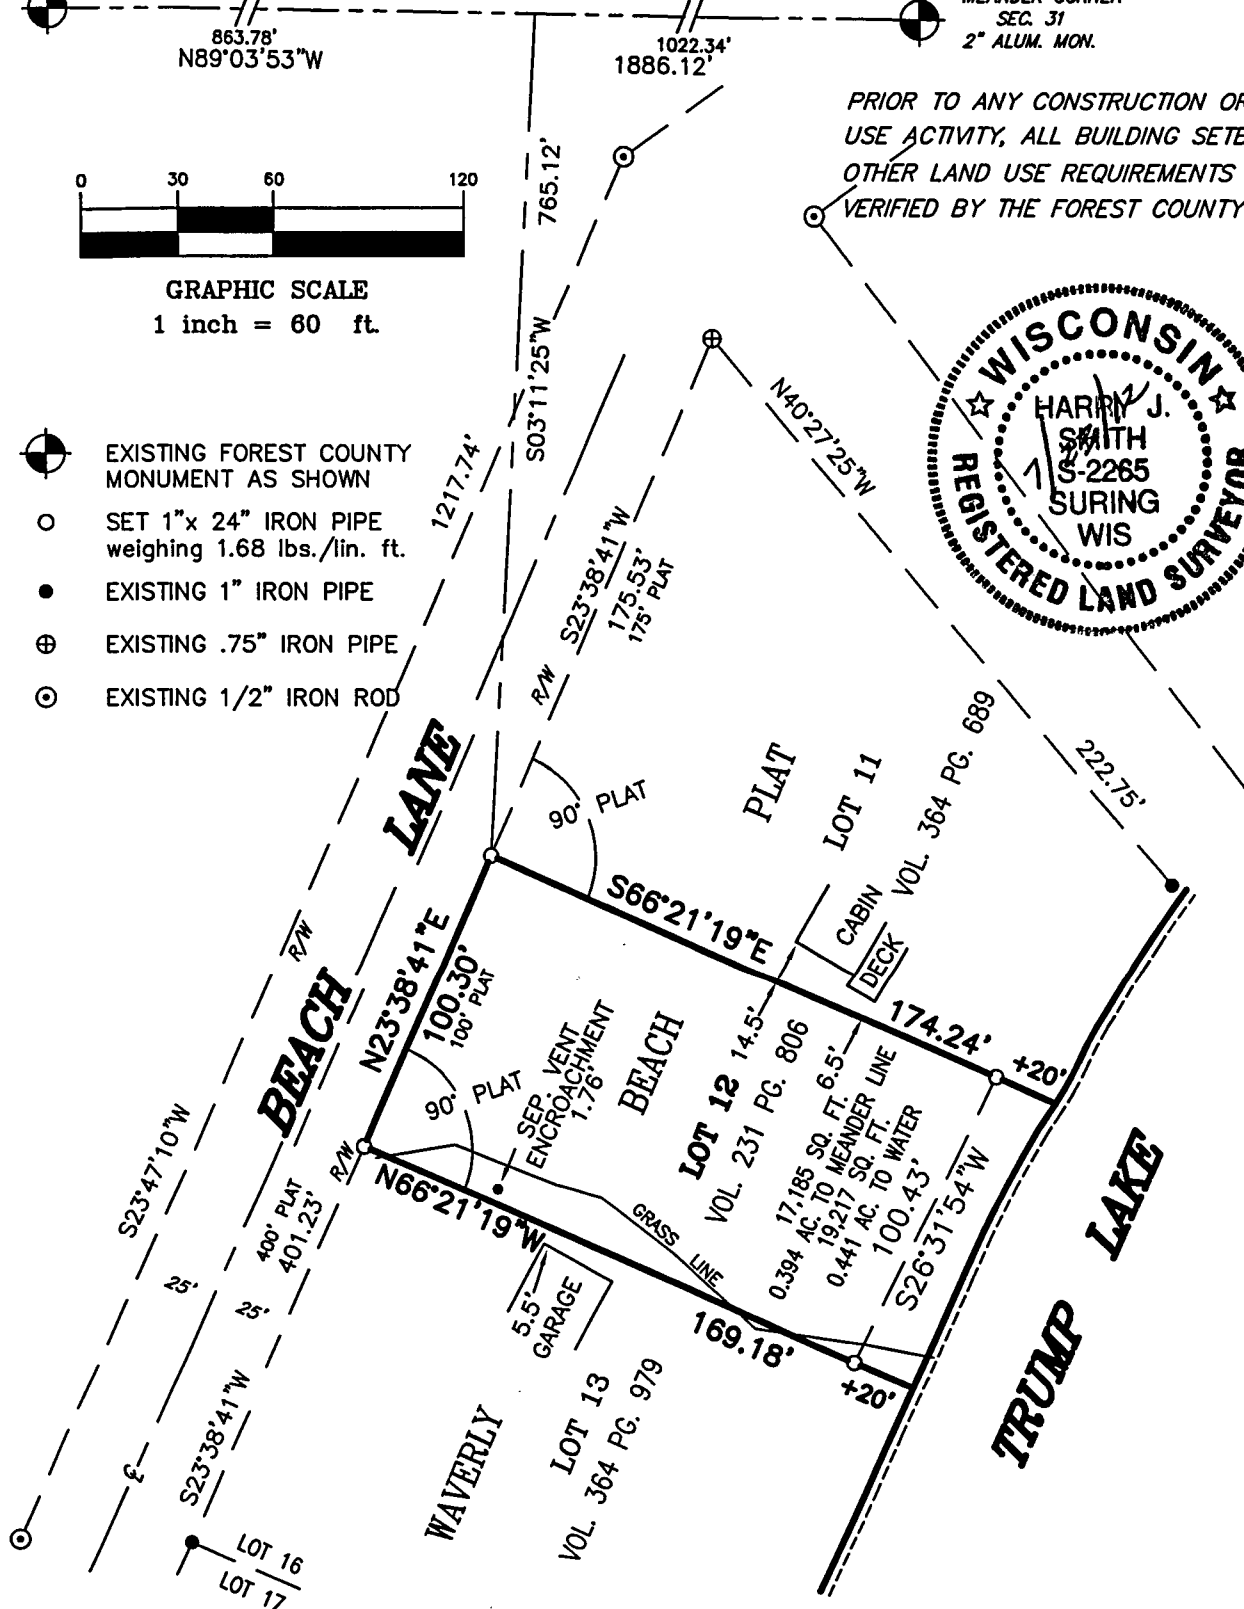 MEANDER CORNER
SEC. 31
2" ALUM. MON.
863.78'
N89°03'53"W
1022.34'
1886.12'
PRIOR TO ANY CONSTRUCTION OR
USE ACTIVITY, ALL BUILDING SETB
OTHER LAND USE REQUIREMENTS
VERIFIED BY THE FOREST COUNTY
0 30 60 120
GRAPHIC SCALE
1 inch = 60 ft.
765.12'
S03°11'25"W
1217.74'
EXISTING FOREST COUNTY
MONUMENT AS SHOWN
SET 1"x 24" IRON PIPE
weighing 1.68 lbs./lin. ft.
EXISTING 1" IRON PIPE
EXISTING .75" IRON PIPE
EXISTING 1/2" IRON ROD
WISCONSIN
HARRY J.
SMITH
S-2265
SURING
WIS
REGISTERED LAND SURVEYOR
N40°27'25"W
222.75'
S23°38'41"W
175.53'
175' PLAT
R/W
BEACH LANE
R/W
90° PLAT
PLAT
LOT 11
VOL. 364 PG. 689
CABIN
DECK
S66°21'19"E
174.24'
+20'
N23°38'41"E
100.30'
100' PLAT
90° PLAT
SEP. VENT
ENCROACHMENT
1.76'
BEACH
LOT 12
14.5'
VOL. 231 PG. 806
6.5'
17,185 SQ. FT.
0.394 AC. TO MEANDER LINE
19,217 SQ. FT.
0.441 AC. TO WATER
100.43'
S26°31'54"W
N66°21'19"W
169.18'
+20'
GRASS LINE
5.5'
GARAGE
LOT 13
VOL. 364 PG. 979
WAVERLY
TRUMP LAKE
S23°47'10"W
400' PLAT
401.23'
R/W
25'
25'
S23°38'41"W
LOT 16
LOT 17